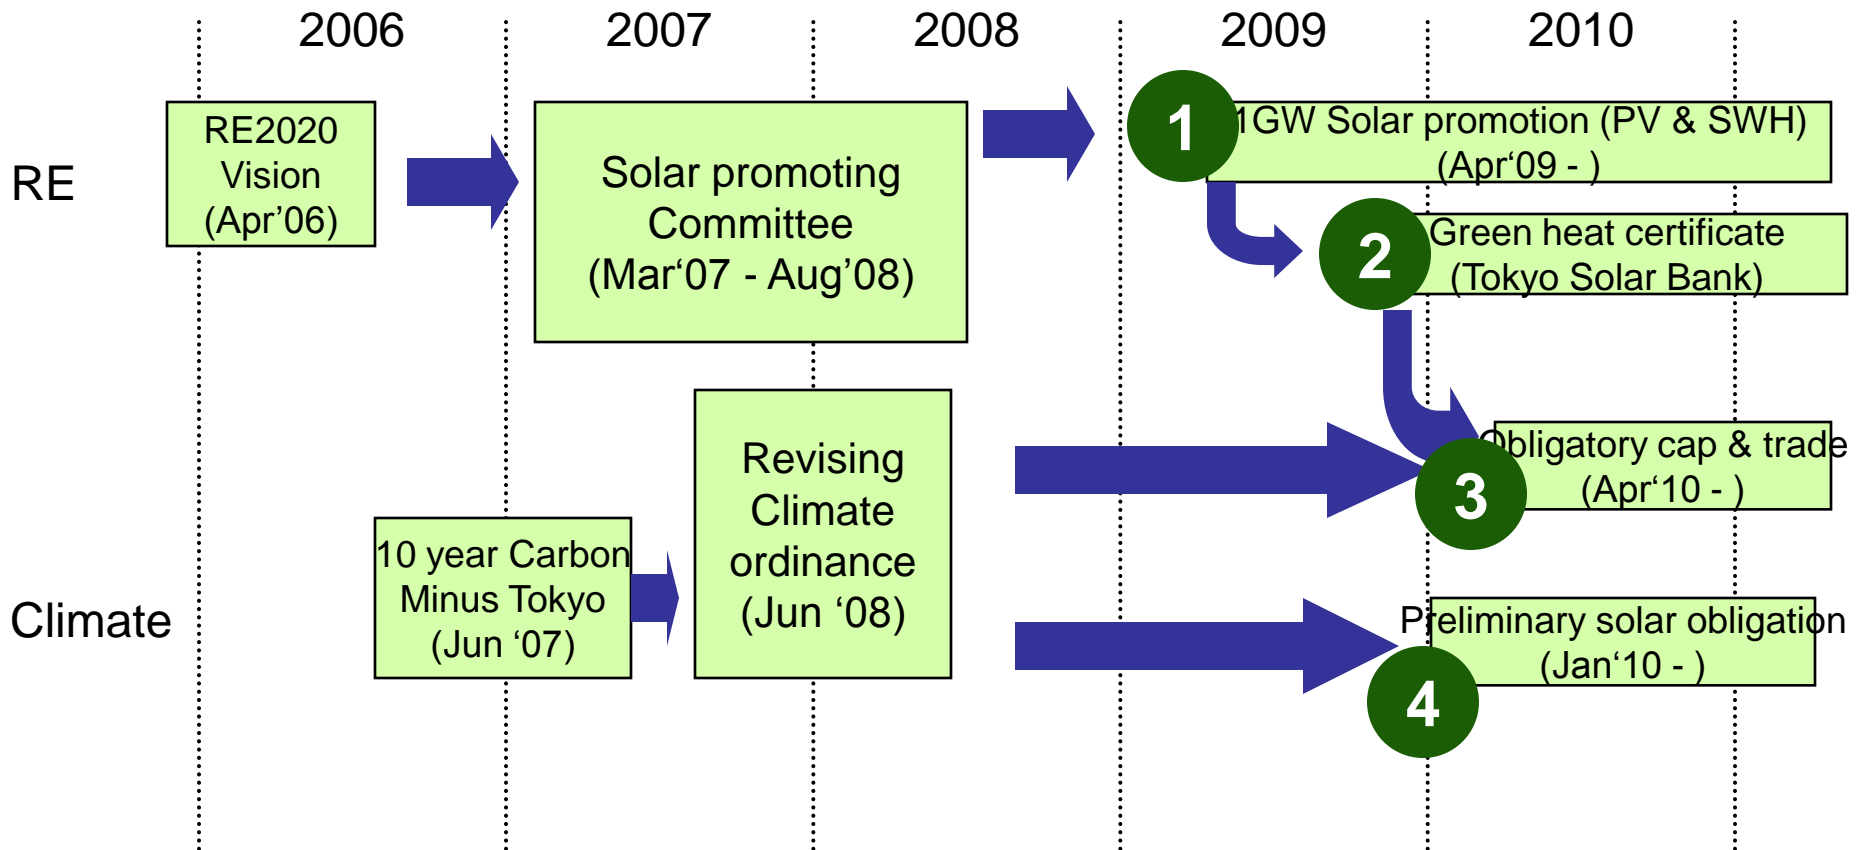 2006
2007
2008
2009
2010
RE
RE2020
Vision
(Apr’06)
Solar promoting
Committee
(Mar‘07 - Aug’08)
1
1GW Solar promotion (PV & SWH)
(Apr‘09 - )
2
Green heat certificate
(Tokyo Solar Bank)
Climate
10 year Carbon
Minus Tokyo
(Jun ‘07)
Revising
Climate
ordinance
(Jun ‘08)
3
Obligatory cap & trade
(Apr‘10 - )
4
Preliminary solar obligation
(Jan‘10 - )